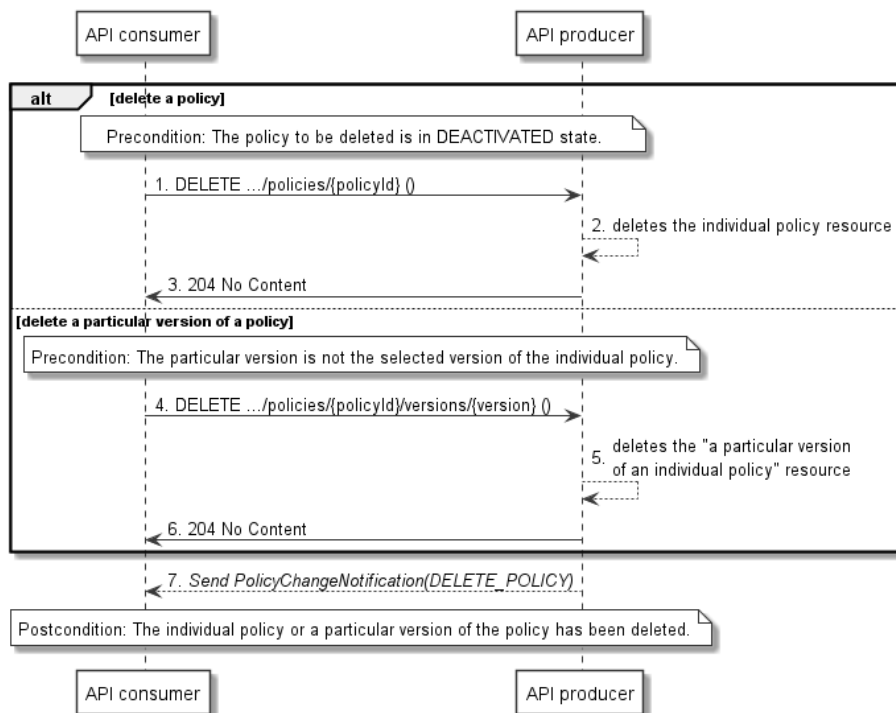 API consumer
API producer
alt
[delete a policy]
Precondition: The policy to be deleted is in DEACTIVATED state.
1. DELETE .../policies/{policyId} ()
2. deletes the individual policy resource
3. 204 No Content
[delete a particular version of a policy]
Precondition: The particular version is not the selected version of the individual policy.
4. DELETE .../policies/{policyId}/versions/{version} ()
5. deletes the "a particular version
of an individual policy" resource
6. 204 No Content
7. Send PolicyChangeNotification(DELETE_POLICY)
Postcondition: The individual policy or a particular version of the policy has been deleted.
API consumer
API producer